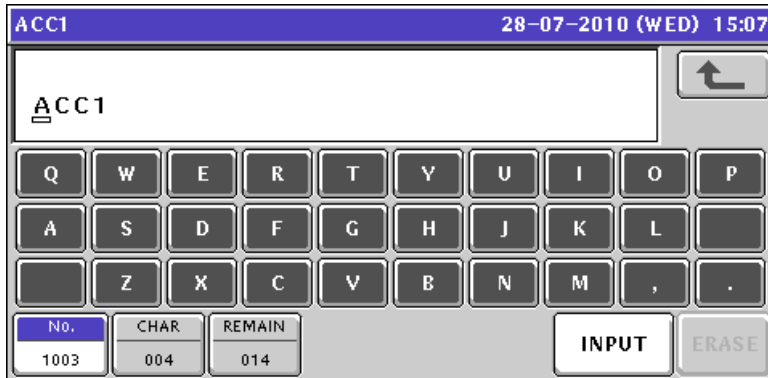 ACC1 28-07-2010 (WED) 15:07
ACC1
Q W E R T Y U I O P
A S D F G H J K L
Z X C V B N M , .
No. CHAR REMAIN
1003 004 014
INPUT ERASE